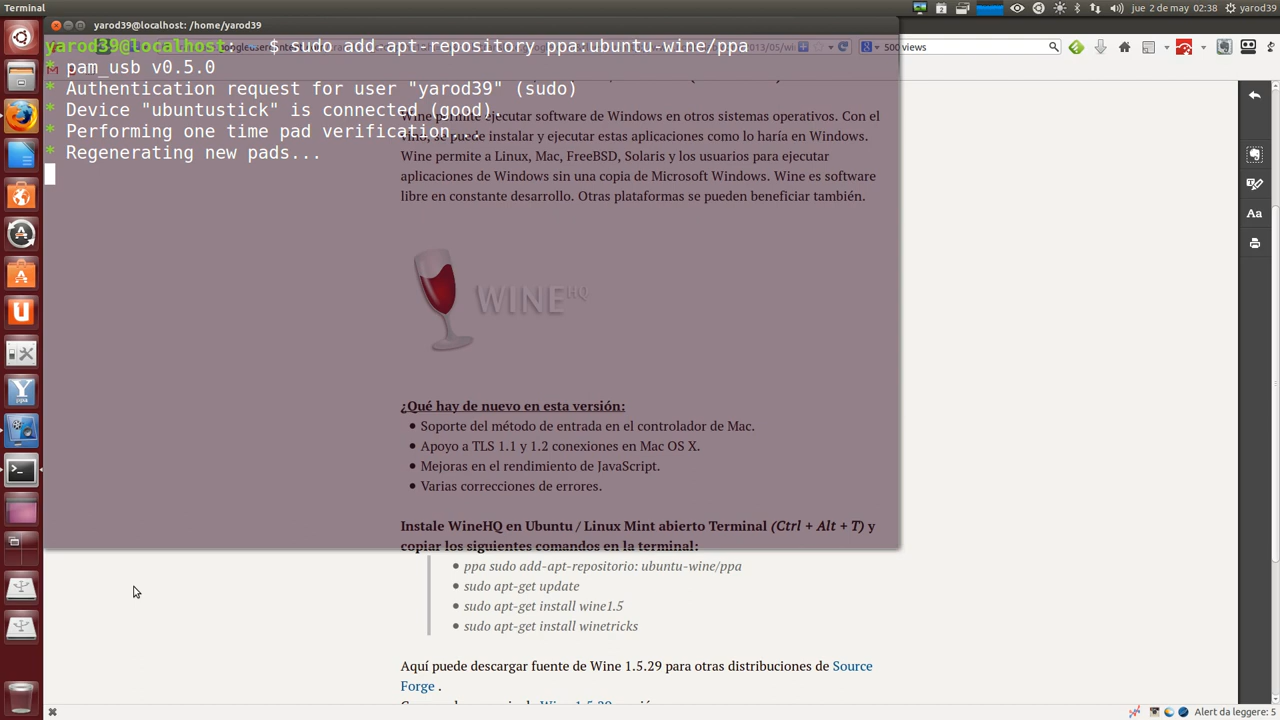 Terminal
jue 2 de may 02:38
yarod39
yarod39@localhost: /home/yarod39
013/05/wi
500 views
yarod39@localhost: $ sudo add-apt-repository ppa:ubuntu-wine/ppa
* pam_usb v0.5.0
* Authentication request for user "yarod39" (sudo)
* Device "ubuntustick" is connected (good).
* Performing one time pad verification...
* Regenerating new pads...
Wine permite ejecutar software de Windows en otros sistemas operativos. Con el
vino, se puede instalar y ejecutar estas aplicaciones como lo haría en Windows.
Wine permite a Linux, Mac, FreeBSD, Solaris y los usuarios para ejecutar
aplicaciones de Windows sin una copia de Microsoft Windows. Wine es software
libre en constante desarrollo. Otras plataformas se pueden beneficiar también.
WINE HQ
¿Qué hay de nuevo en esta versión:
● Soporte del método de entrada en el controlador de Mac.
● Apoyo a TLS 1.1 y 1.2 conexiones en Mac OS X.
● Mejoras en el rendimiento de JavaScript.
● Varias correcciones de errores.
Instale WineHQ en Ubuntu / Linux Mint abierto Terminal (Ctrl + Alt + T) y
copiar los siguientes comandos en la terminal:
● ppa sudo add-apt-repositorio: ubuntu-wine/ppa
● sudo apt-get update
● sudo apt-get install wine1.5
● sudo apt-get install winetricks
Aquí puede descargar fuente de Wine 1.5.29 para otras distribuciones de Source
Forge .
Aa
Alert da leggere: 5